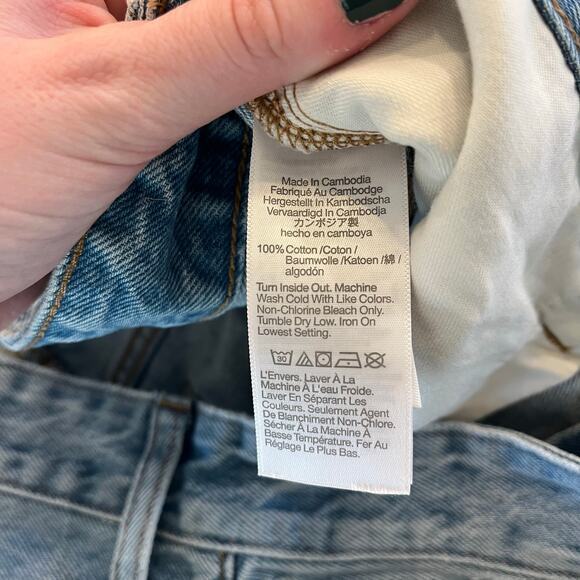 Made In Cambodia
Fabriqué Au Cambodge
Hergestellt In Kambodscha
Vervaardigd In Cambodja
カンボジア製
hecho en camboya
100% Cotton /Coton /
Baumwolle /Katoen /綿 /
algodón
Turn Inside Out. Machine
Wash Cold With Like Colors.
Non-Chlorine Bleach Only.
Tumble Dry Low. Iron On
Lowest Setting.
30
L'Envers. Laver À La
Machine À L'eau Froide.
Laver En Séparant Les
Couleurs. Seulement Agent
De Blanchiment Non-Chlore.
Sécher À La Machine À
Basse Température. Fer Au
Réglage Le Plus Bas.